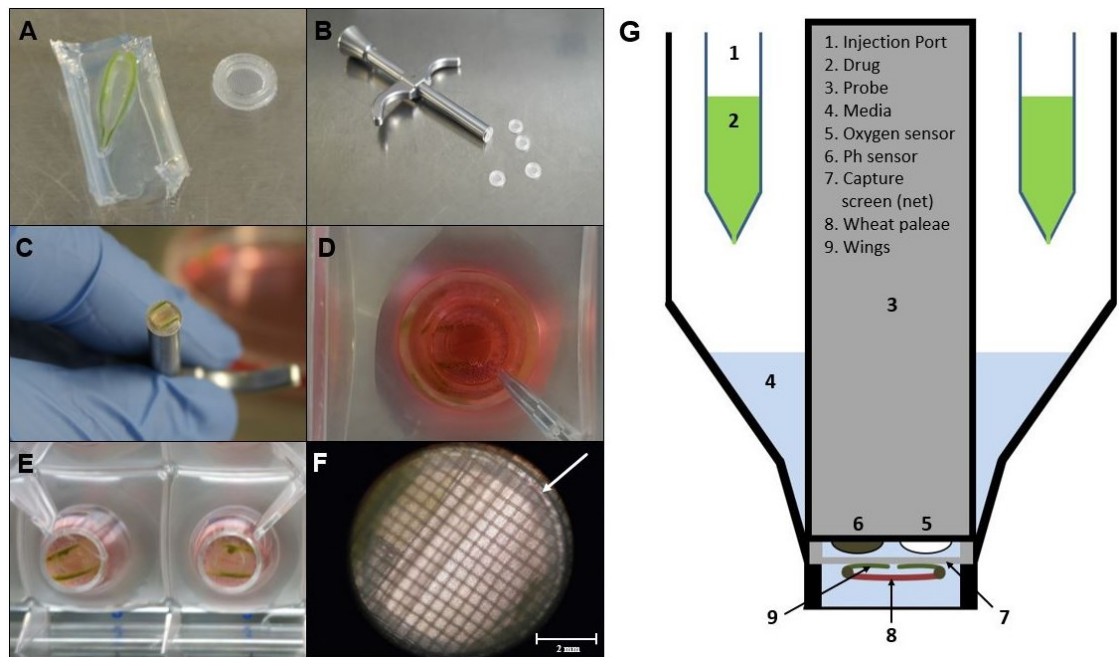 A
B
C
D
E
F
2 mm
G
1. Injection Port
2. Drug
3. Probe
4. Media
5. Oxygen sensor
6. Ph sensor
7. Capture
screen (net)
8. Wheat paleae
9. Wings
1
2
3
4
6
5
9
8
7